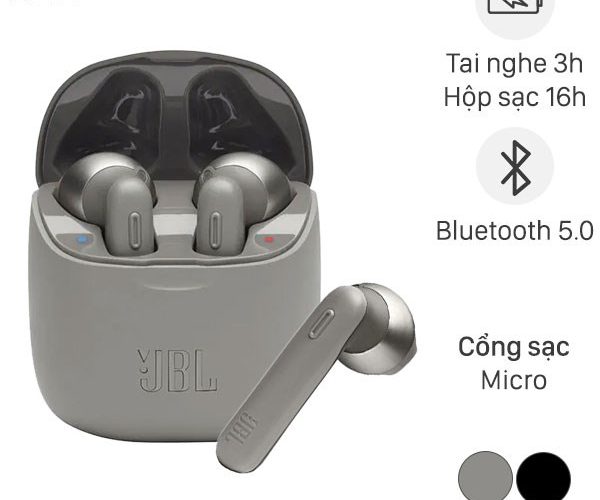 Tai nghe 3h
Hộp sạc 16h
Bluetooth 5.0
Cổng sạc
Micro
JBL
JBL